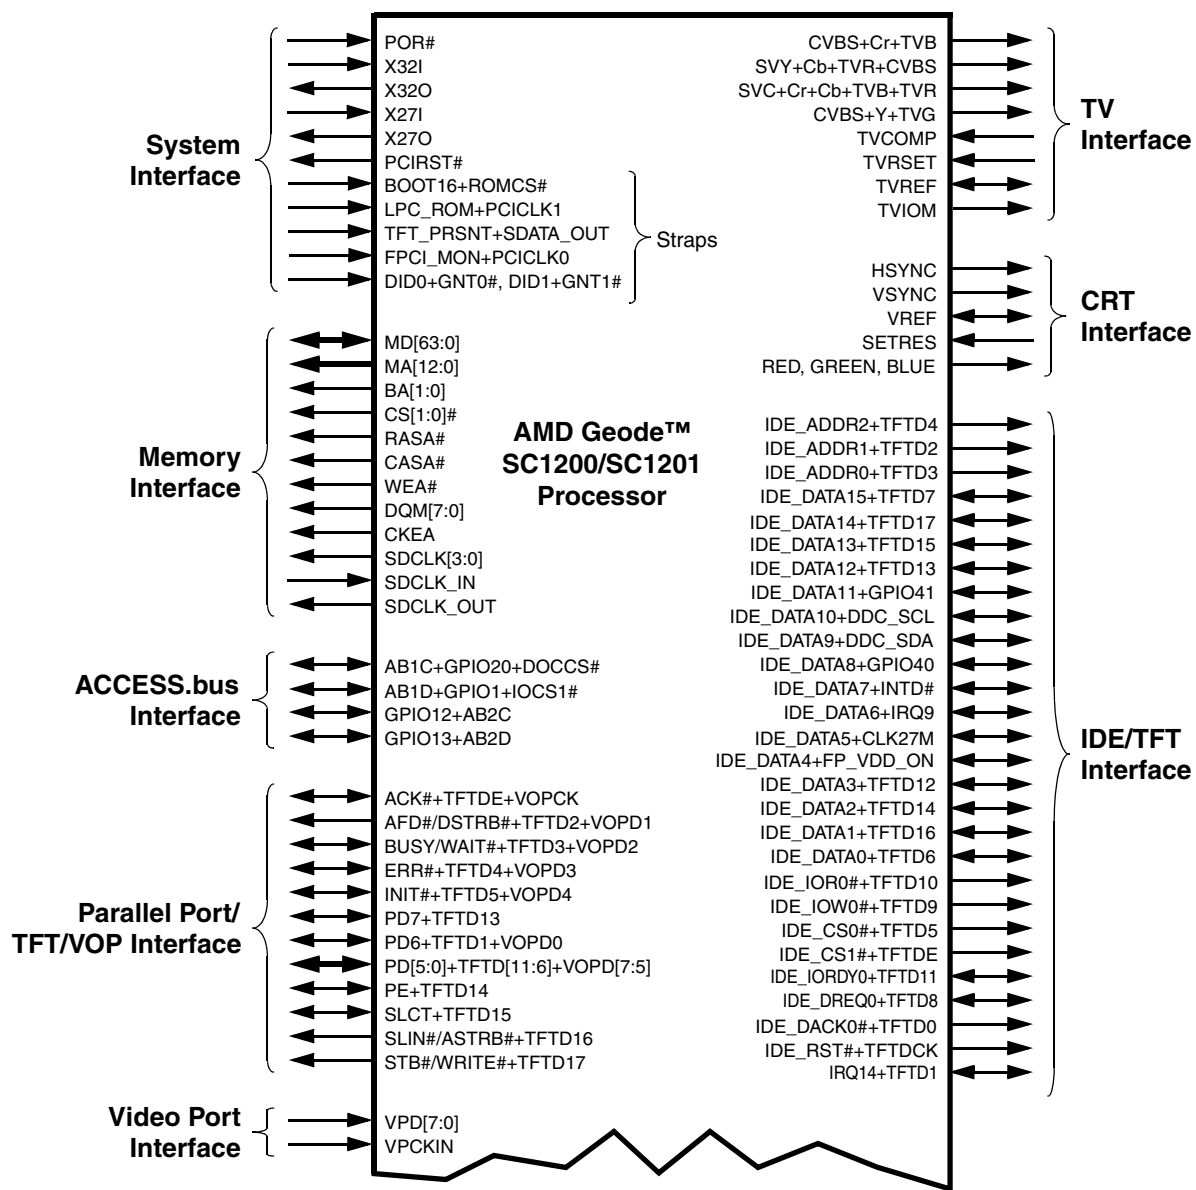 System
Interface
POR#
X32I
X32O
X27I
X27O
PCIRST#
BOOT16+ROMCS#
LPC_ROM+PCICLK1
TFT_PRSNT+SDATA_OUT
FPCI_MON+PCICLK0
DID0+GNT0#, DID1+GNT1#
Straps
Memory
Interface
MD[63:0]
MA[12:0]
BA[1:0]
CS[1:0]#
RASA#
CASA#
WEA#
DQM[7:0]
CKEA
SDCLK[3:0]
SDCLK_IN
SDCLK_OUT
ACCESS.bus
Interface
AB1C+GPIO20+DOCCS#
AB1D+GPIO1+IOCS1#
GPIO12+AB2C
GPIO13+AB2D
Parallel Port/
TFT/VOP Interface
ACK#+TFTDE+VOPCK
AFD#/DSTRB#+TFTD2+VOPD1
BUSY/WAIT#+TFTD3+VOPD2
ERR#+TFTD4+VOPD3
INIT#+TFTD5+VOPD4
PD7+TFTD13
PD6+TFTD1+VOPD0
PD[5:0]+TFTD[11:6]+VOPD[7:5]
PE+TFTD14
SLCT+TFTD15
SLIN#/ASTRB#+TFTD16
STB#/WRITE#+TFTD17
Video Port
Interface
VPD[7:0]
VPCKIN
AMD Geode™
SC1200/SC1201
Processor
CVBS+Cr+TVB
SVY+Cb+TVR+CVBS
SVC+Cr+Cb+TVB+TVR
CVBS+Y+TVG
TVCOMP
TVRSET
TVREF
TVIOM
TV
Interface
HSYNC
VSYNC
VREF
SETRES
RED, GREEN, BLUE
CRT
Interface
IDE_ADDR2+TFTD4
IDE_ADDR1+TFTD2
IDE_ADDR0+TFTD3
IDE_DATA15+TFTD7
IDE_DATA14+TFTD17
IDE_DATA13+TFTD15
IDE_DATA12+TFTD13
IDE_DATA11+GPIO41
IDE_DATA10+DDC_SCL
IDE_DATA9+DDC_SDA
IDE_DATA8+GPIO40
IDE_DATA7+INTD#
IDE_DATA6+IRQ9
IDE_DATA5+CLK27M
IDE_DATA4+FP_VDD_ON
IDE_DATA3+TFTD12
IDE_DATA2+TFTD14
IDE_DATA1+TFTD16
IDE_DATA0+TFTD6
IDE_IOR0#+TFTD10
IDE_IOW0#+TFTD9
IDE_CS0#+TFTD5
IDE_CS1#+TFTDE
IDE_IORDY0+TFTD11
IDE_DREQ0+TFTD8
IDE_DACK0#+TFTD0
IDE_RST#+TFTDCK
IRQ14+TFTD1
IDE/TFT
Interface